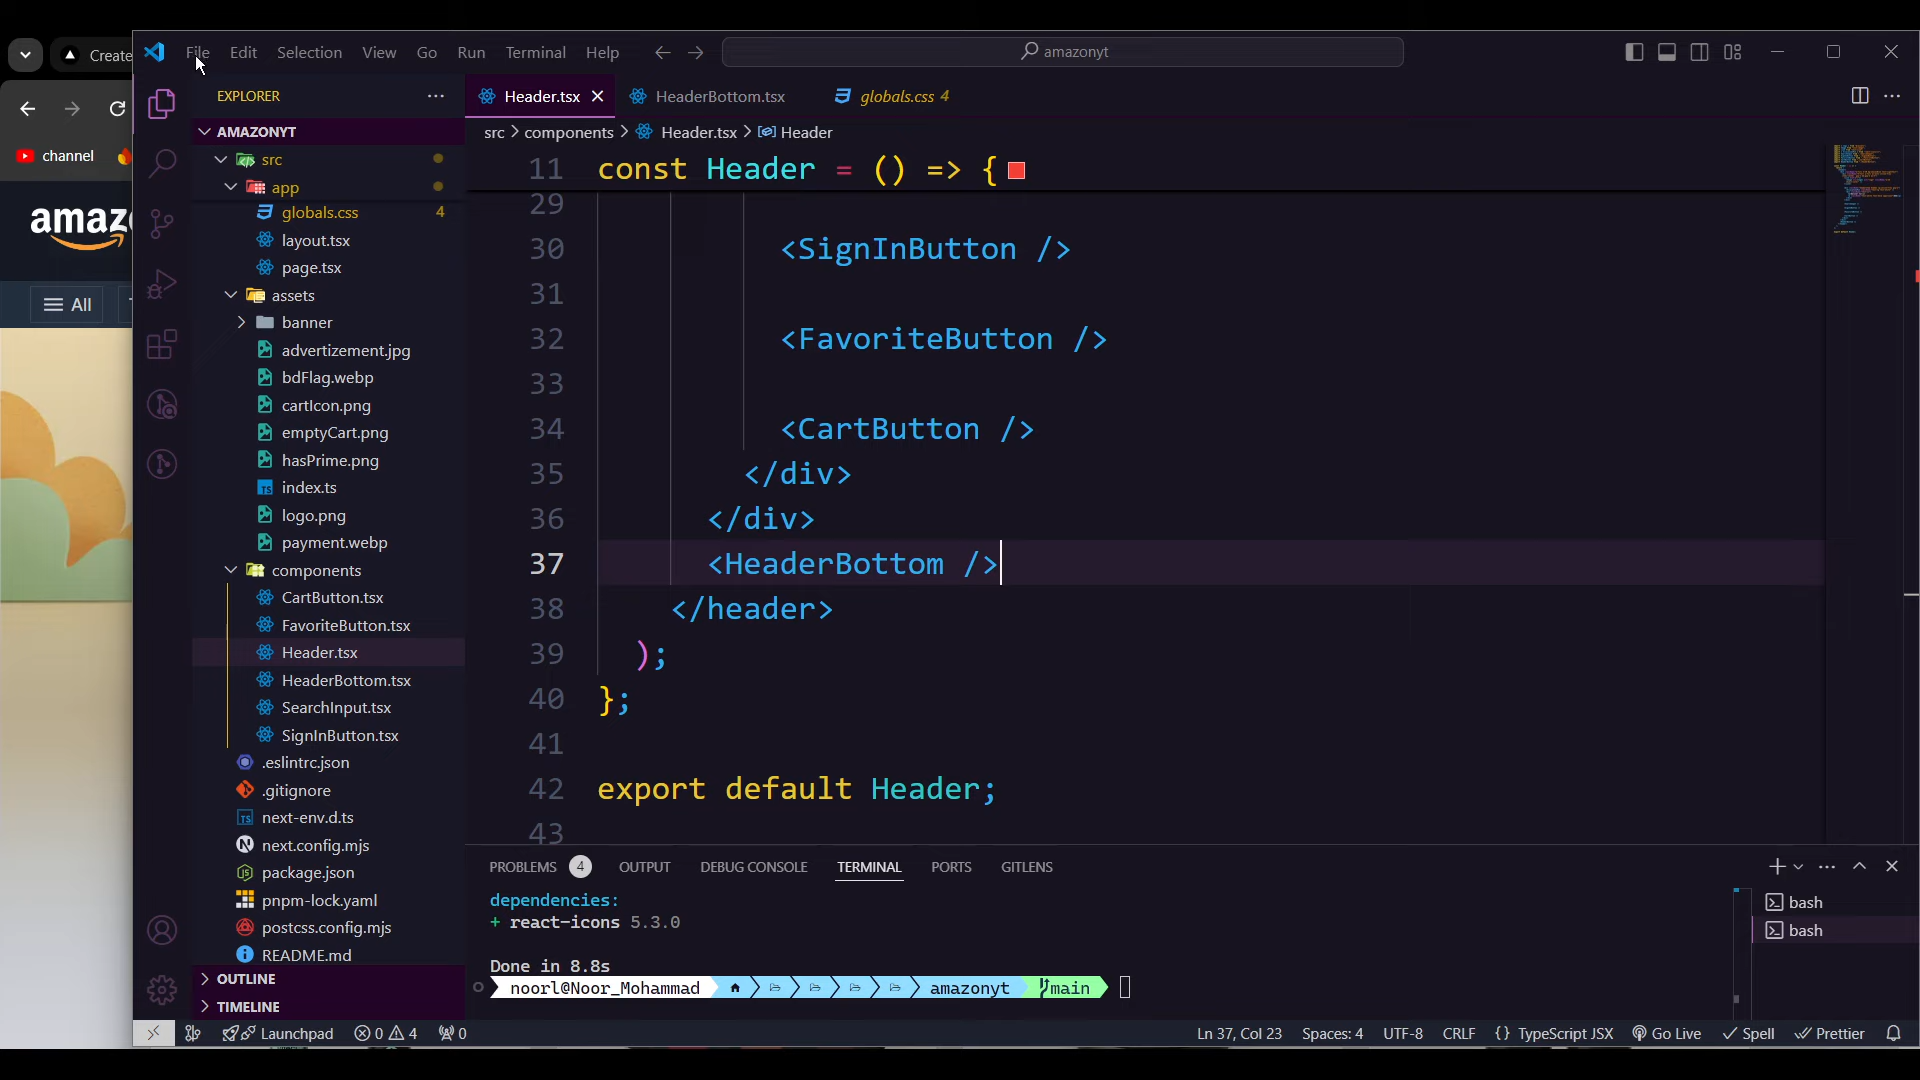 Create
channel
amaz
All
File Edit Selection View Go Run Terminal Help
amazonyt
EXPLORER
AMAZONYT
src
app
globals.css 4
layout.tsx
page.tsx
assets
banner
advertizement.jpg
bdFlag.webp
cartIcon.png
emptyCart.png
hasPrime.png
index.ts
logo.png
payment.webp
components
CartButton.tsx
FavoriteButton.tsx
Header.tsx
HeaderBottom.tsx
SearchInput.tsx
SignInButton.tsx
.eslintrc.json
.gitignore
next-env.d.ts
next.config.mjs
package.json
pnpm-lock.yaml
postcss.config.mjs
README.md
OUTLINE
TIMELINE
Header.tsx HeaderBottom.tsx globals.css 4
src > components > Header.tsx > Header
11 const Header = () => {
29
30 <SignInButton />
31
32 <FavoriteButton />
33
34 <CartButton />
35 </div>
36 </div>
37 <HeaderBottom />
38 </header>
39 );
40 };
41
42 export default Header;
43
PROBLEMS 4 OUTPUT DEBUG CONSOLE TERMINAL PORTS GITLENS
dependencies:
+ react-icons 5.3.0
Done in 8.8s
noorl@Noor_Mohammad amazonyt main
bash
bash
Launchpad 0 4 0 Ln 37, Col 23 Spaces: 4 UTF-8 CRLF {} TypeScript JSX Go Live Spell Prettier